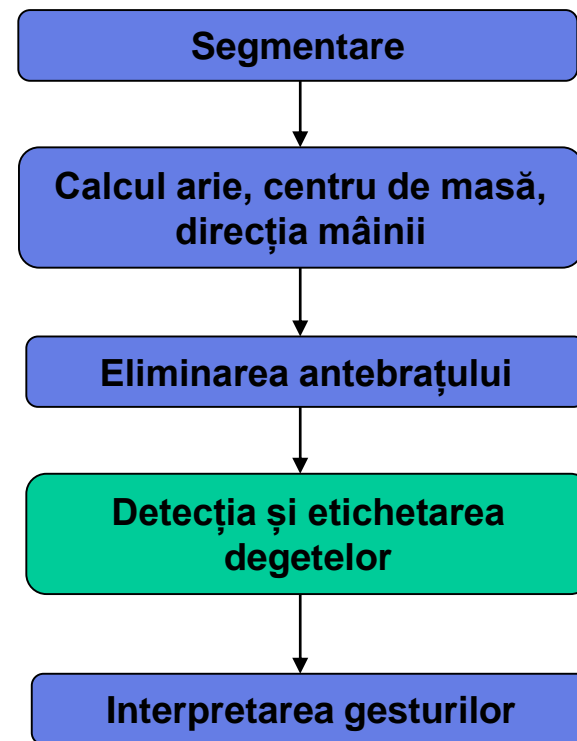 Segmentare
Calcul arie, centru de masă,
direcția mâinii
Eliminarea antebrațului
Detecția și etichetarea
degetelor
Interpretarea gesturilor